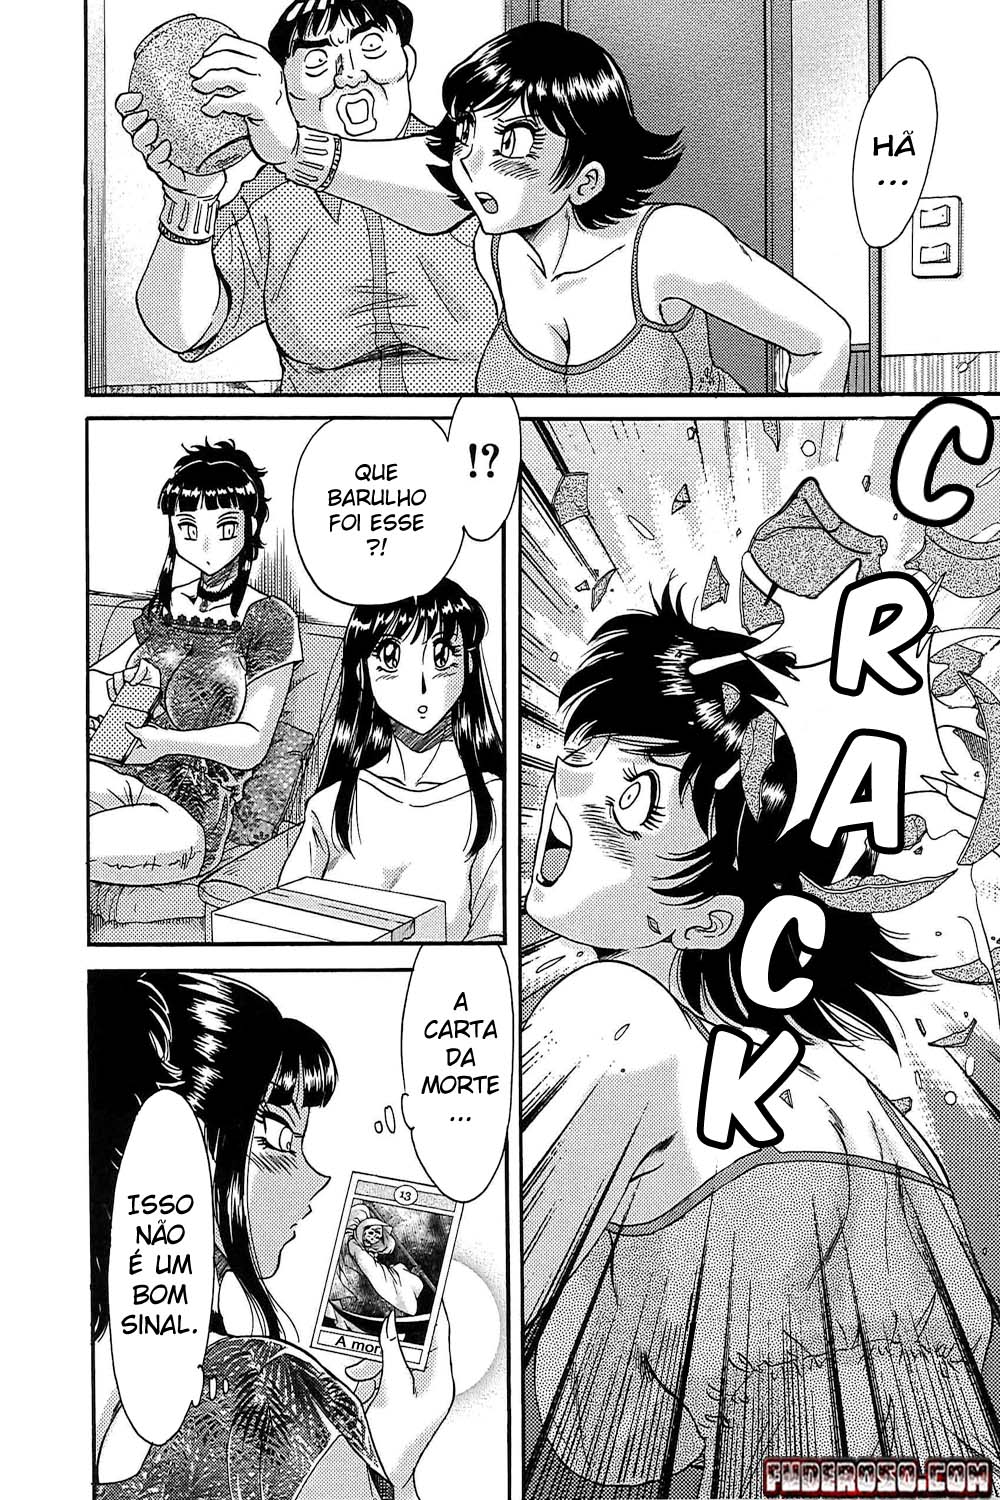 HÃ
...
C
R
A
C
K
!?
QUE
BARULHO
FOI ESSE
?!
A
CARTA
DA
MORTE
...
13
A mor
ISSO
NÃO
É UM
BOM
SINAL.
FUDEROSO.COM